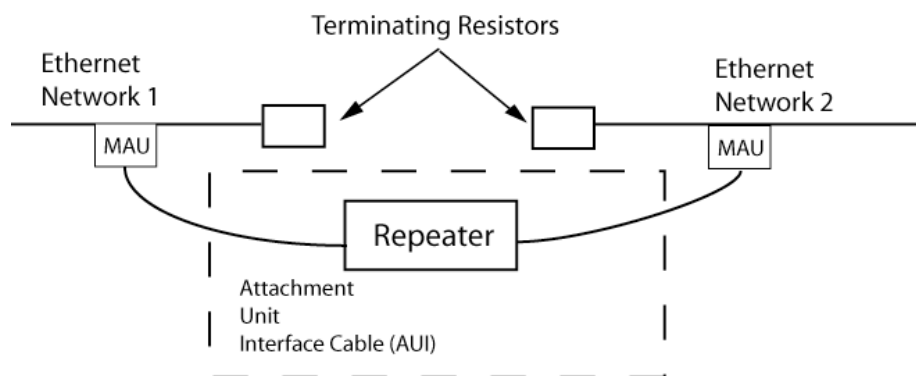 Terminating Resistors
Ethernet
Network 1
Ethernet
Network 2
MAU
MAU
Repeater
Attachment
Unit
Interface Cable (AUI)